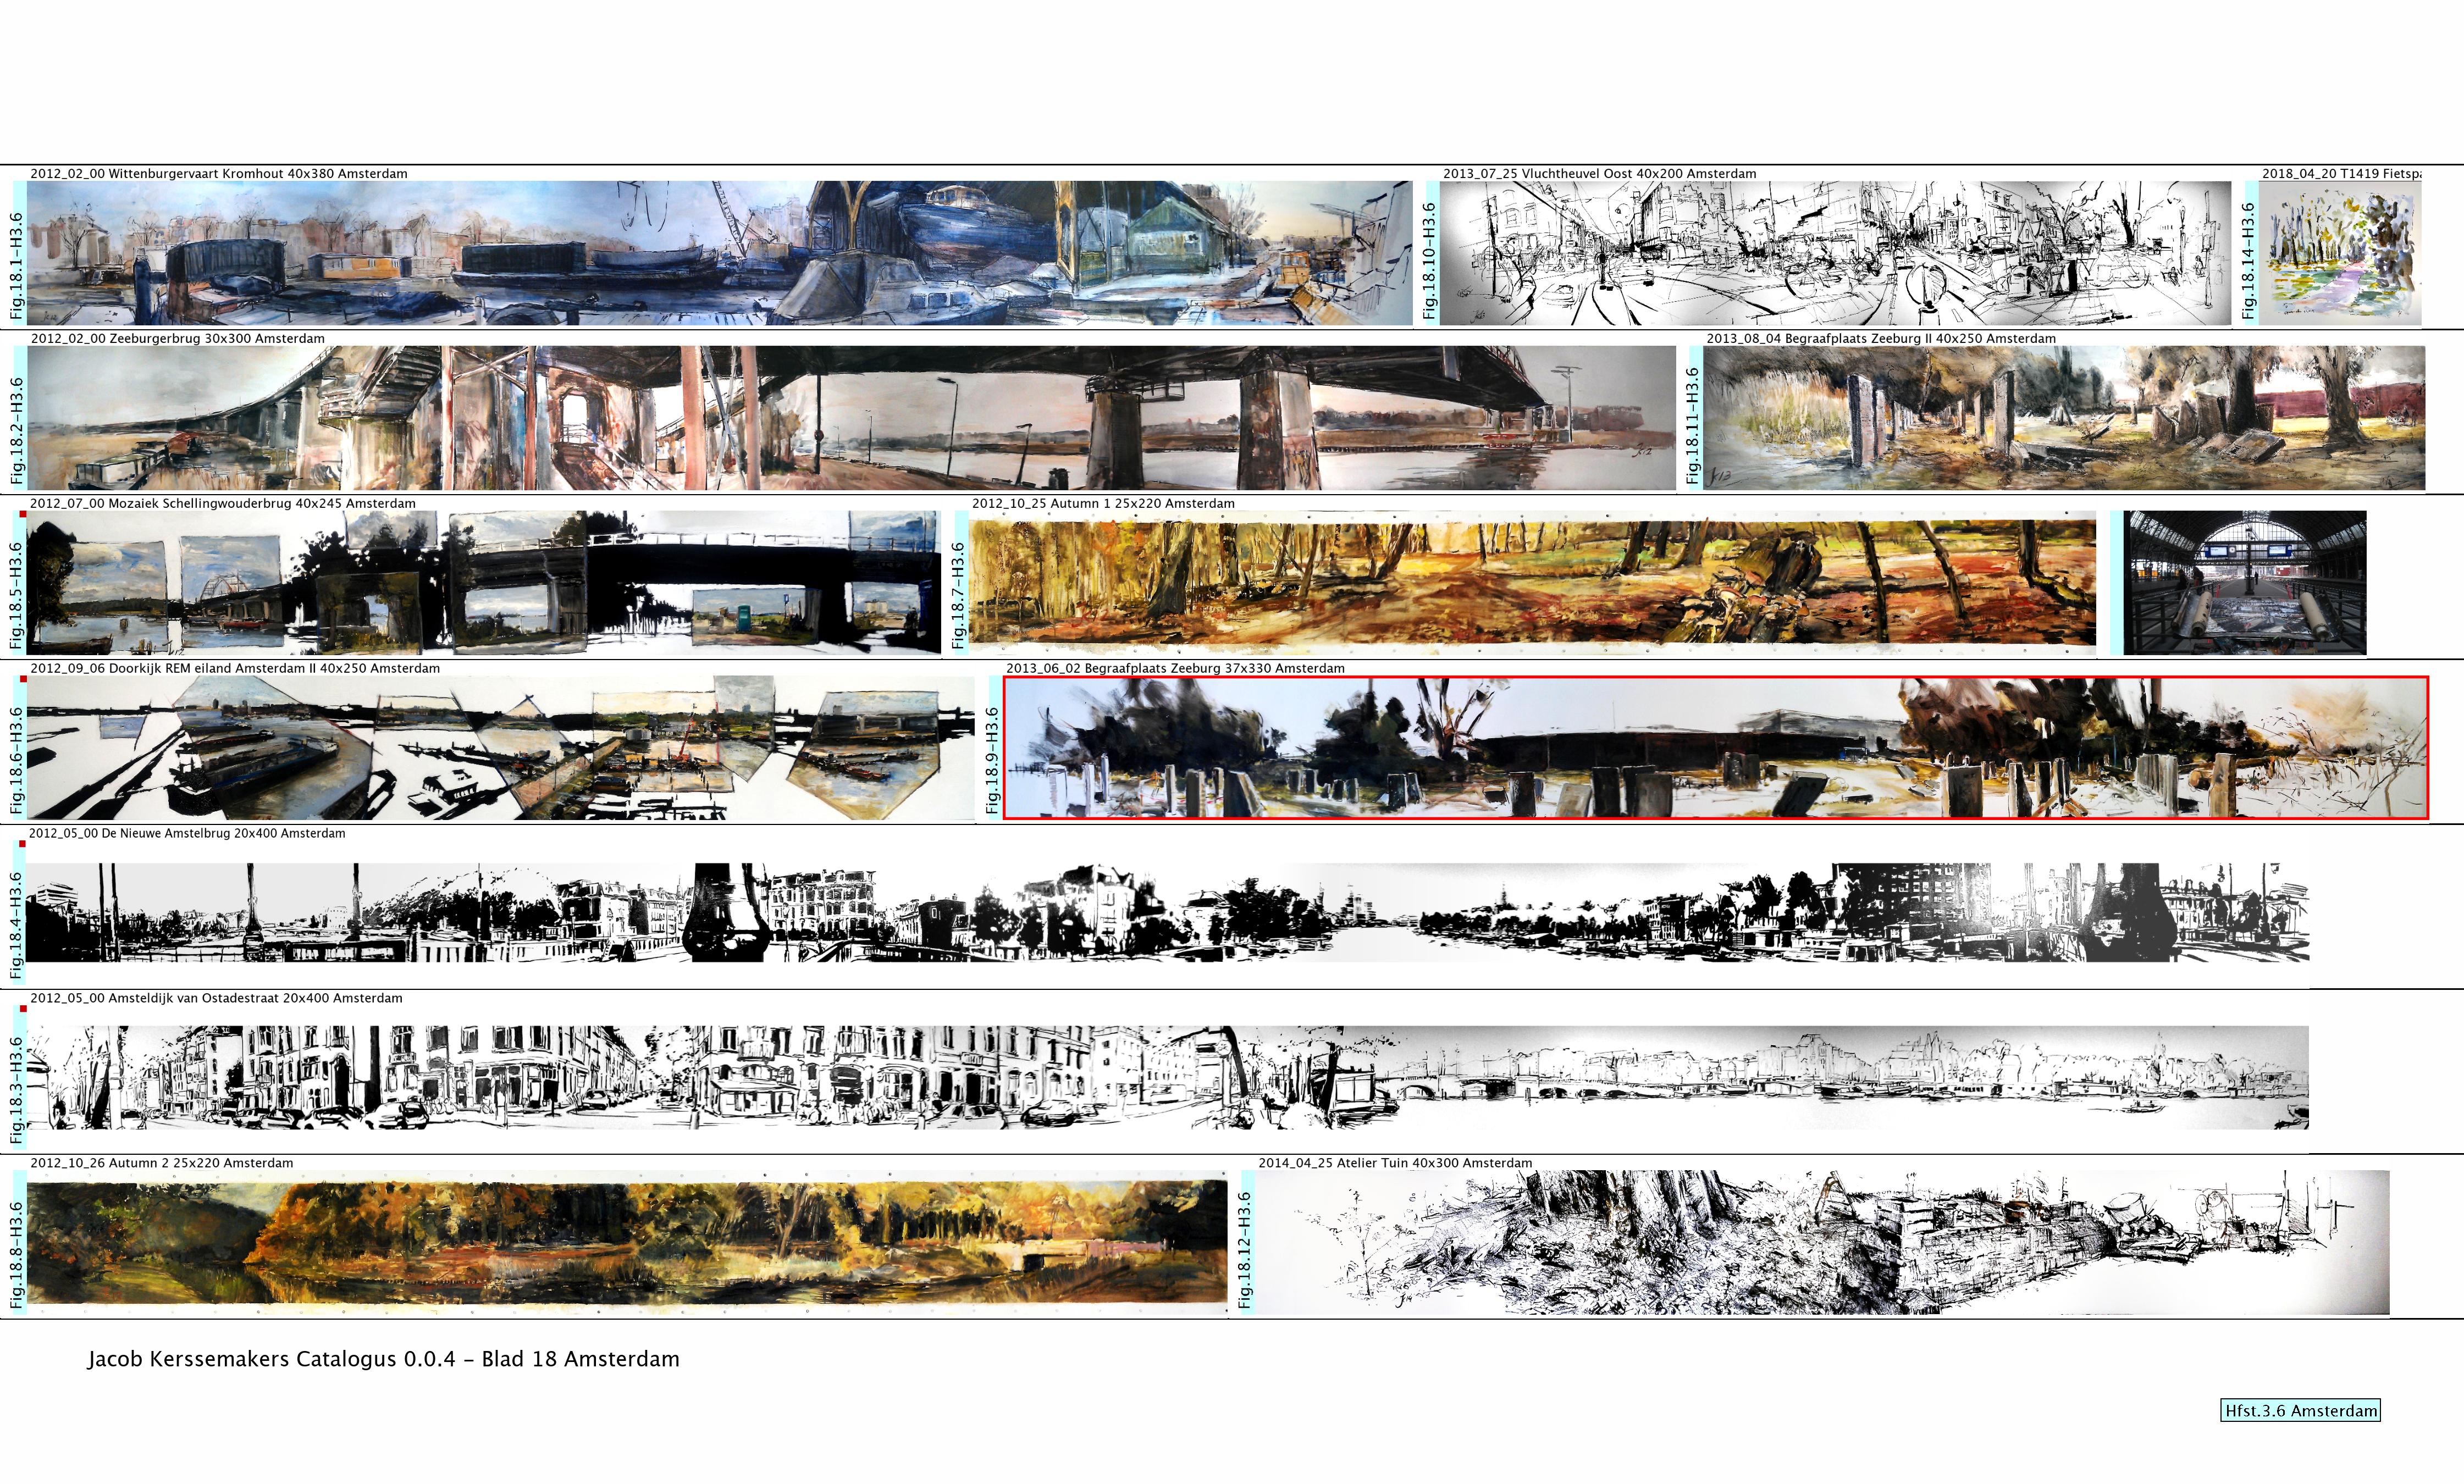 2012_02_00 Wittenburgervaart Kromhout 40x380 Amsterdam
Fig.18.1-H3.6
2013_07_25 Vluchtheuvel Oost 40x200 Amsterdam
Fig.18.10-H3.6
2018_04_20 T1419 Fietspa
Fig.18.14-H3.6
2012_02_00 Zeeburgerbrug 30x300 Amsterdam
Fig.18.2-H3.6
2013_08_04 Begraafplaats Zeeburg II 40x250 Amsterdam
Fig.18.11-H3.6
2012_07_00 Mozaiek Schellingwouderbrug 40x245 Amsterdam
Fig.18.5-H3.6
2012_10_25 Autumn 1 25x220 Amsterdam
Fig.18.7-H3.6
2012_09_06 Doorkijk REM eiland Amsterdam II 40x250 Amsterdam
Fig.18.6-H3.6
2013_06_02 Begraafplaats Zeeburg 37x330 Amsterdam
Fig.18.9-H3.6
2012_05_00 De Nieuwe Amstelbrug 20x400 Amsterdam
Fig.18.4-H3.6
2012_05_00 Amsteldijk van Ostadestraat 20x400 Amsterdam
Fig.18.3-H3.6
2012_10_26 Autumn 2 25x220 Amsterdam
Fig.18.8-H3.6
2014_04_25 Atelier Tuin 40x300 Amsterdam
Fig.18.12-H3.6
Jacob Kerssemakers Catalogus 0.0.4 - Blad 18 Amsterdam
Hfst.3.6 Amsterdam